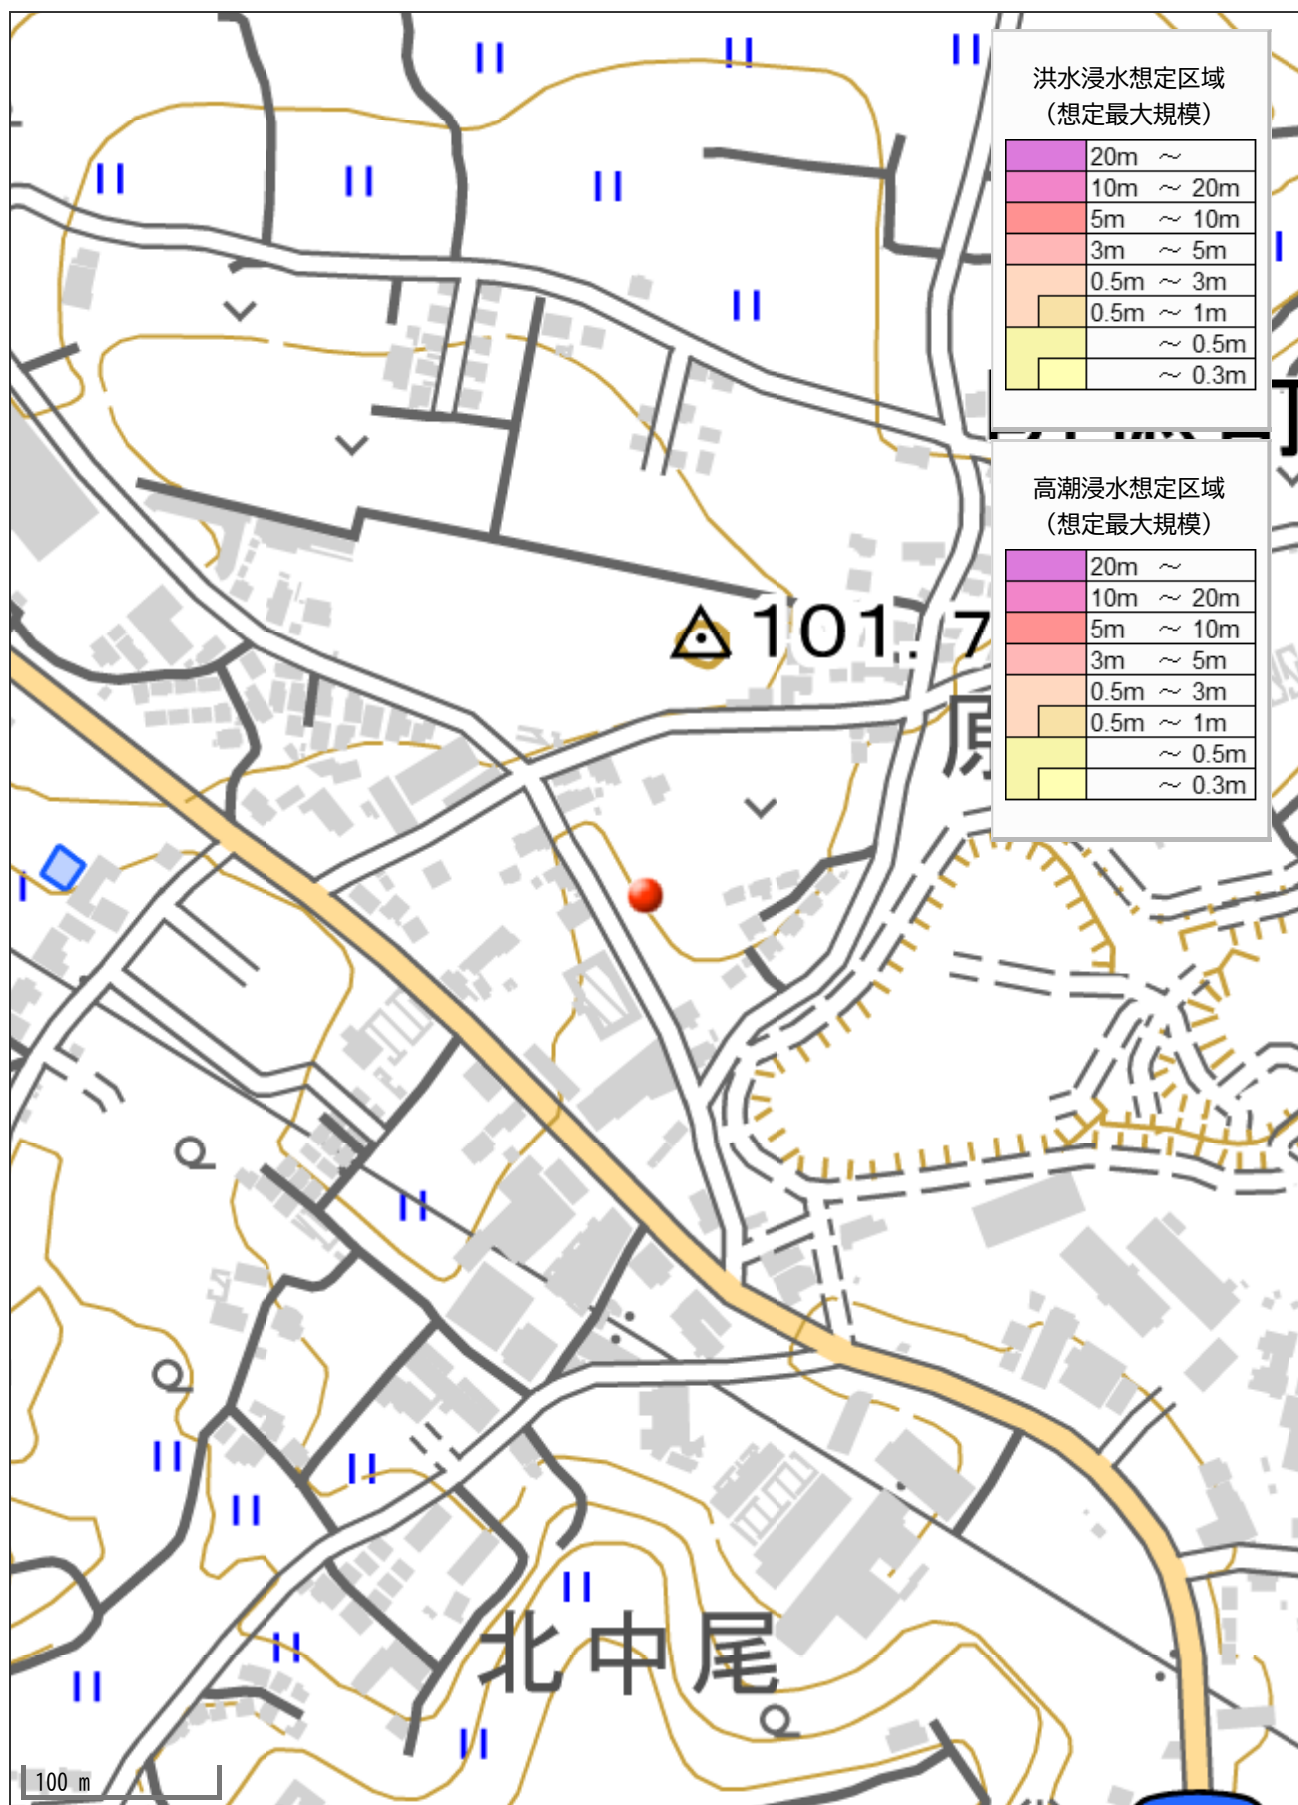 洪水浸水想定区域
（想定最大規模）
20m ～
10m ～ 20m
5m ～ 10m
3m ～ 5m
0.5m ～ 3m
0.5m ～ 1m
～ 0.5m
～ 0.3m
町
高潮浸水想定区域
（想定最大規模）
20m ～
10m ～ 20m
5m ～ 10m
3m ～ 5m
0.5m ～ 3m
0.5m ～ 1m
～ 0.5m
～ 0.3m
101.7
原
北中尾
100 m